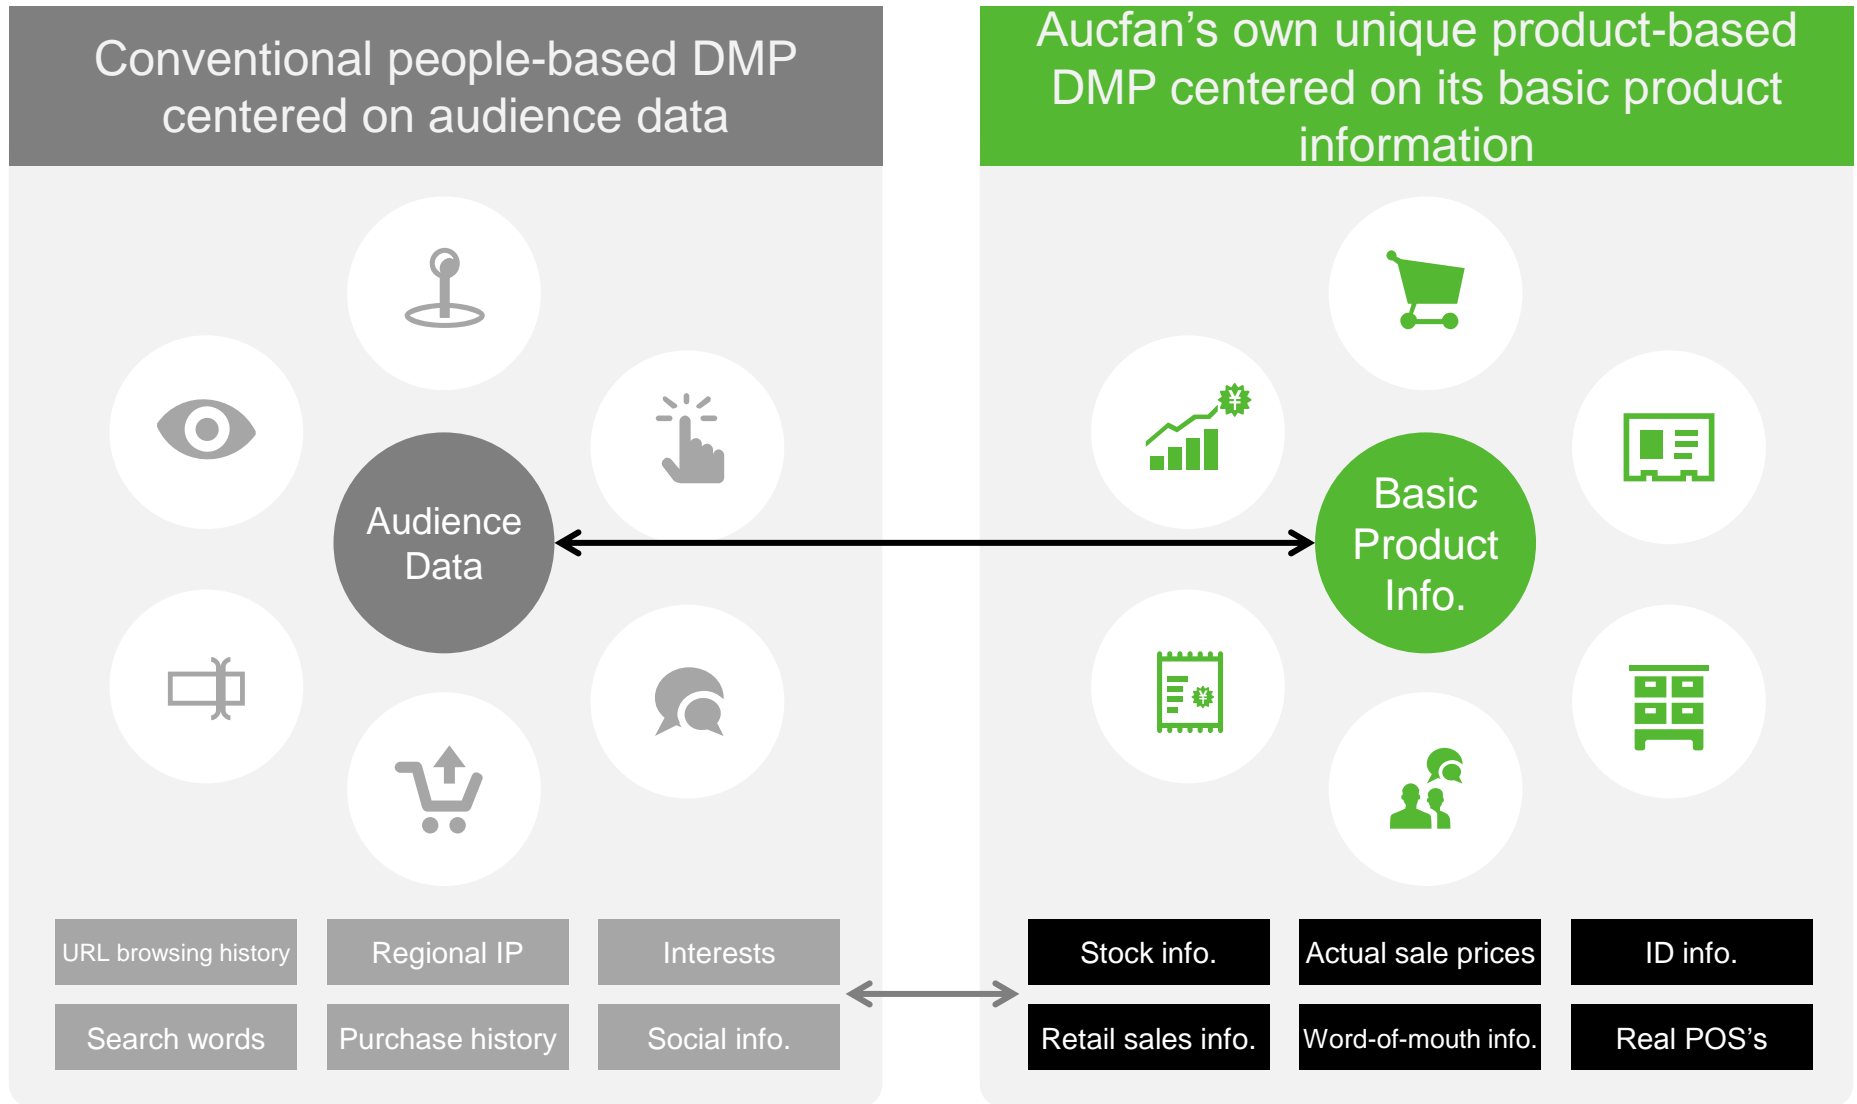 Conventional people-based DMP
centered on audience data
Audience
Data
URL browsing history
Regional IP
Interests
Search words
Purchase history
Social info.
Aucfan’s own unique product-based
DMP centered on its basic product
information
¥
Basic
Product
Info.
¥
Stock info.
Actual sale prices
ID info.
Retail sales info.
Word-of-mouth info.
Real POS’s